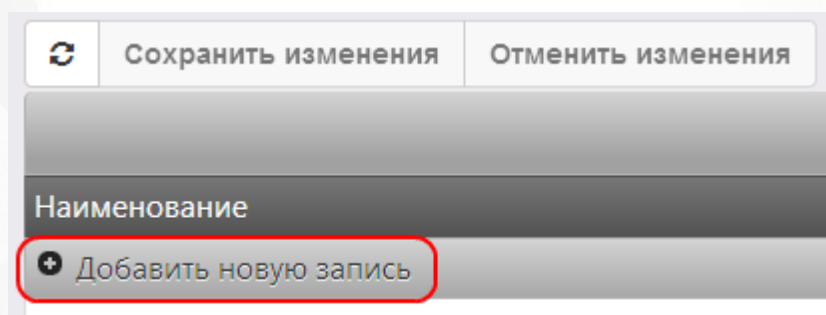 Сохранить изменения Отменить изменения
Наименование
Добавить новую запись